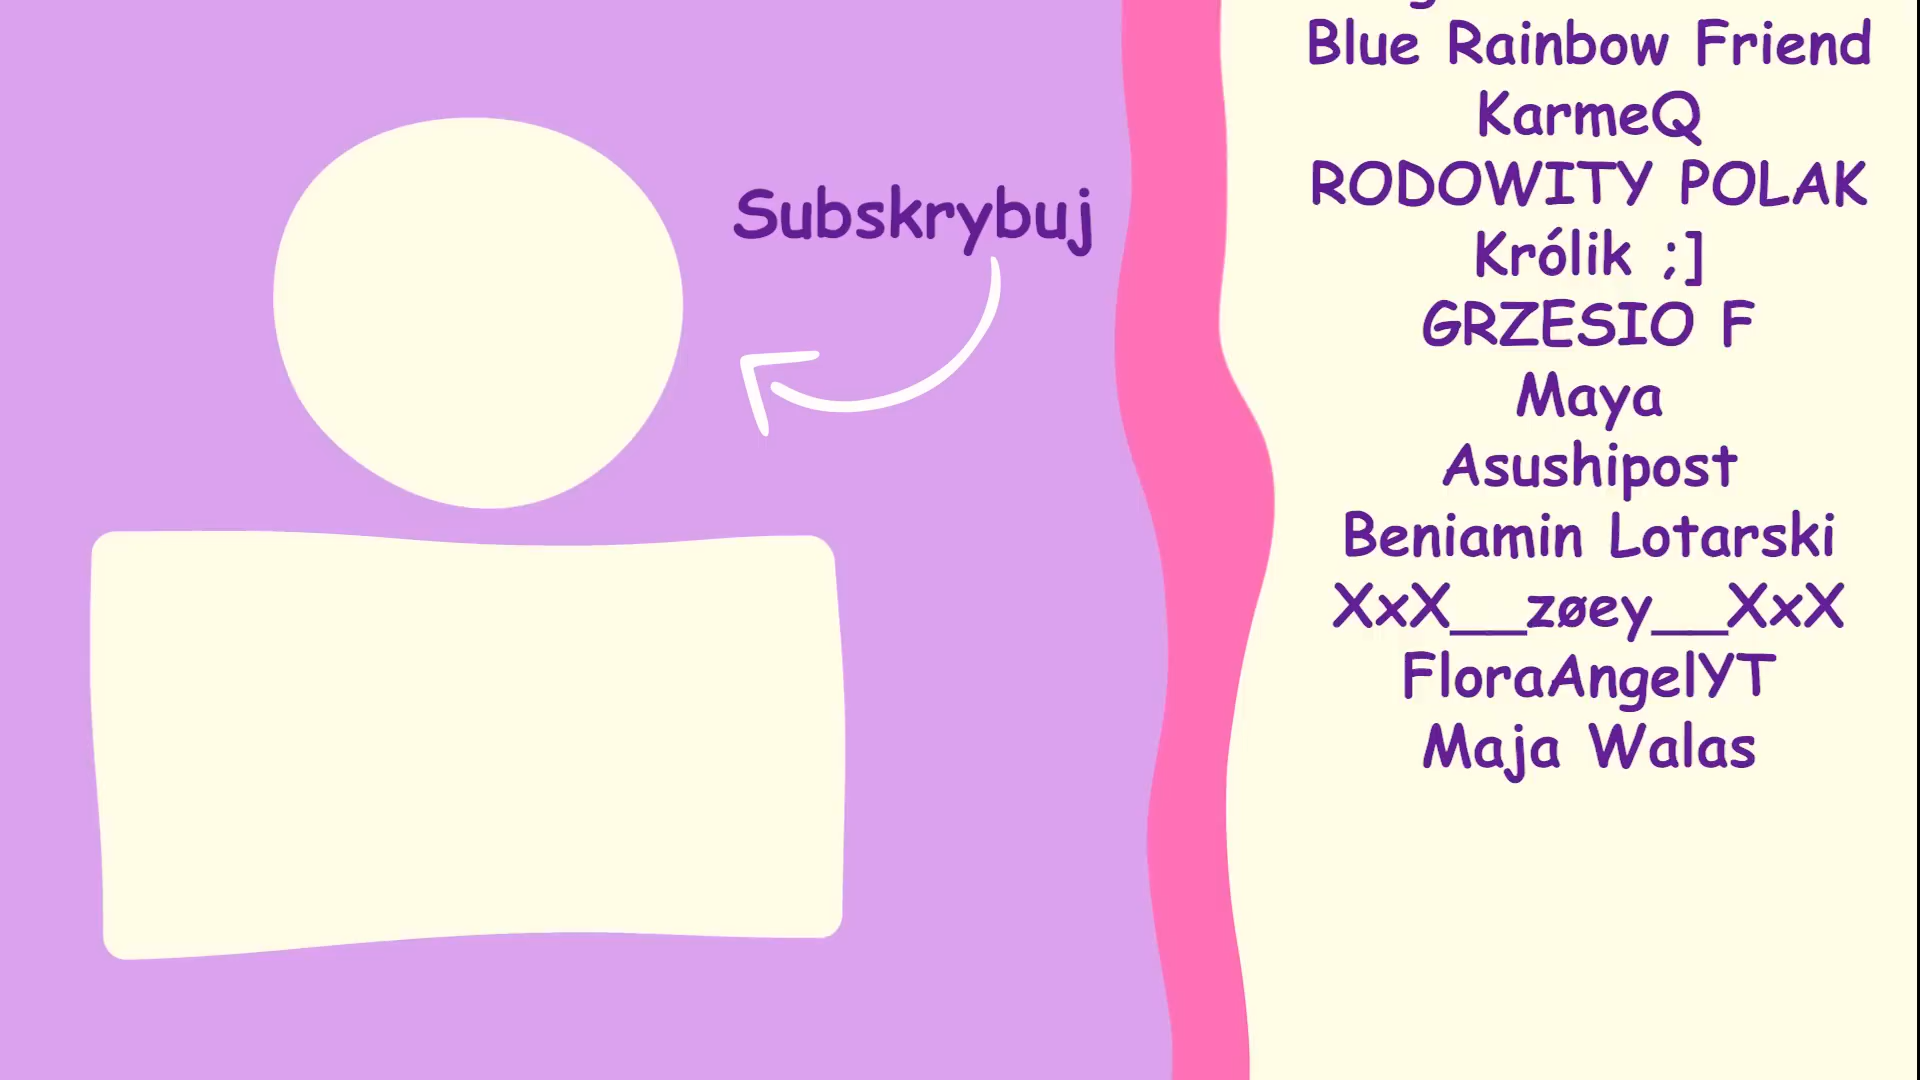 Subskrybuj
Blue Rainbow Friend
KarmeQ
RODOWITY POLAK
Królik ;]
GRZESIO F
Maya
Asushipost
Beniamin Lotarski
XxX__zøey__XxX
FloraAngelYT
Maja Walas